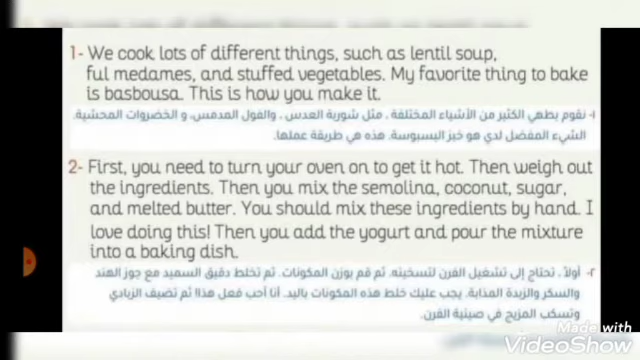 1- We cook lots of different things, such as lentil soup,
ful medames, and stuffed vegetables. My favorite thing to bake
is basbousa. This is how you make it.
١- نقوم بطهي الكثير من الأشياء المختلفة ، مثل شوربة العدس ، والفول المدمس، و الخضروات المحشية.
الشيء المفضل لدي هو خبز البسبوسة. هذه هي طريقة عملها.
2- First, you need to turn your oven on to get it hot. Then weigh out
the ingredients. Then you mix the semolina, coconut, sugar,
and melted butter. You should mix these ingredients by hand. I
love doing this! Then you add the yogurt and pour the mixture
into a baking dish.
٢- أولاً ، تحتاج إلى تشغيل الفرن لتسخينه. ثم قم بوزن المكونات. ثم تخلط دقيق السميد مع جوز الهند
والسكر والزبدة المذابة. يجب عليك خلط هذه المكونات باليد. أنا أحب فعل هذا! ثم تضيف الزبادي
وتسكب المزيج في صينية الفرن.
Made with
VideoShow